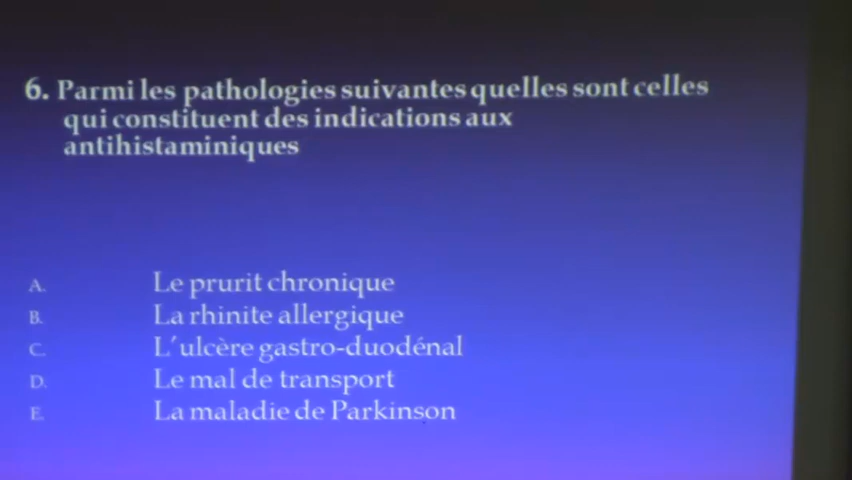 6. Parmi les pathologies suivantes quelles sont celles
qui constituent des indications aux
antihistaminiques
A. Le prurit chronique
B. La rhinite allergique
C. L'ulcère gastro-duodénal
D. Le mal de transport
E. La maladie de Parkinson